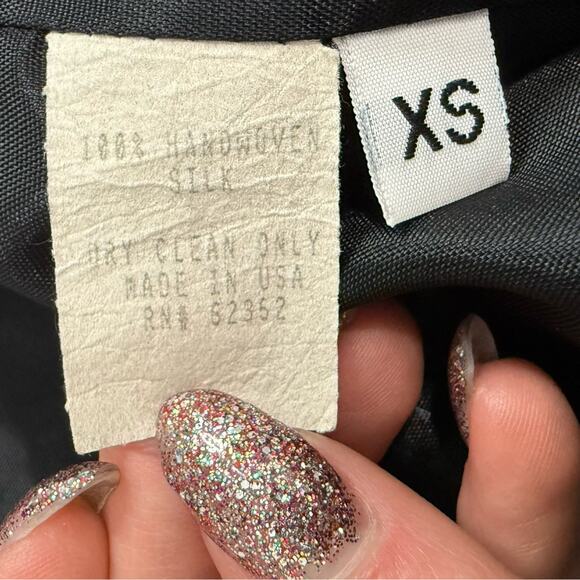 100% HANDWOVEN
SILK
DRY CLEAN ONLY
MADE IN USA
RN# 62352
XS